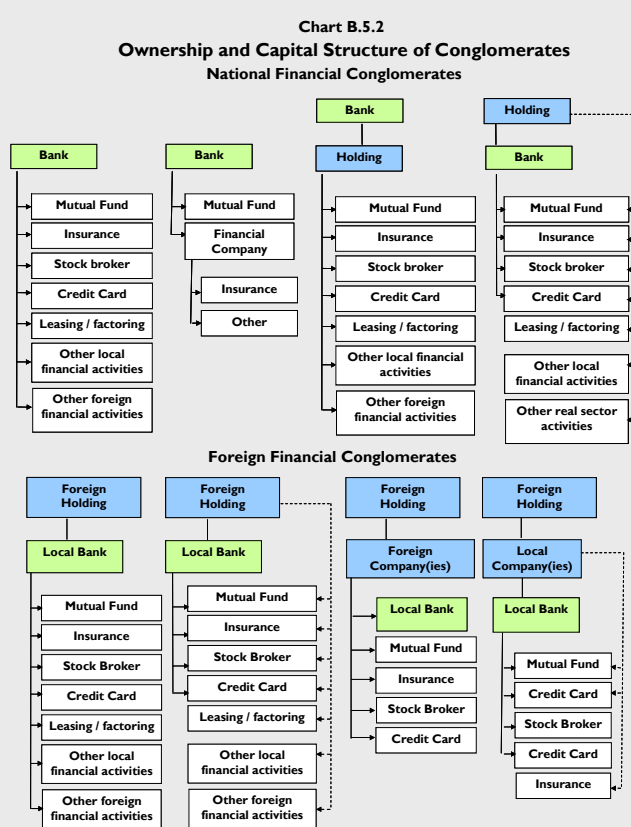 Chart B.5.2
Ownership and Capital Structure of Conglomerates
National Financial Conglomerates
Bank
Mutual Fund
Insurance
Stock broker
Credit Card
Leasing / factoring
Other local
financial activities
Other foreign
financial activities
Bank
Mutual Fund
Financial
Company
Insurance
Other
Bank
Holding
Mutual Fund
Insurance
Stock broker
Credit Card
Leasing / factoring
Other local financial
activities
Other foreign
financial activities
Holding
Bank
Mutual Fund
Insurance
Stock broker
Credit Card
Leasing / factoring
Other local
financial activities
Other real sector
activities
Foreign Financial Conglomerates
Foreign
Holding
Local Bank
Mutual Fund
Insurance
Stock Broker
Credit Card
Leasing / factoring
Other local
financial activities
Other foreign
financial activities
Foreign
Holding
Local Bank
Mutual Fund
Insurance
Stock Broker
Credit Card
Leasing / factoring
Other local
financial activities
Other foreign
financial activities
Foreign
Holding
Foreign
Company(ies)
Local Bank
Mutual Fund
Insurance
Stock Broker
Credit Card
Foreign
Holding
Local
Company(ies)
Local Bank
Mutual Fund
Credit Card
Stock Broker
Credit Card
Insurance